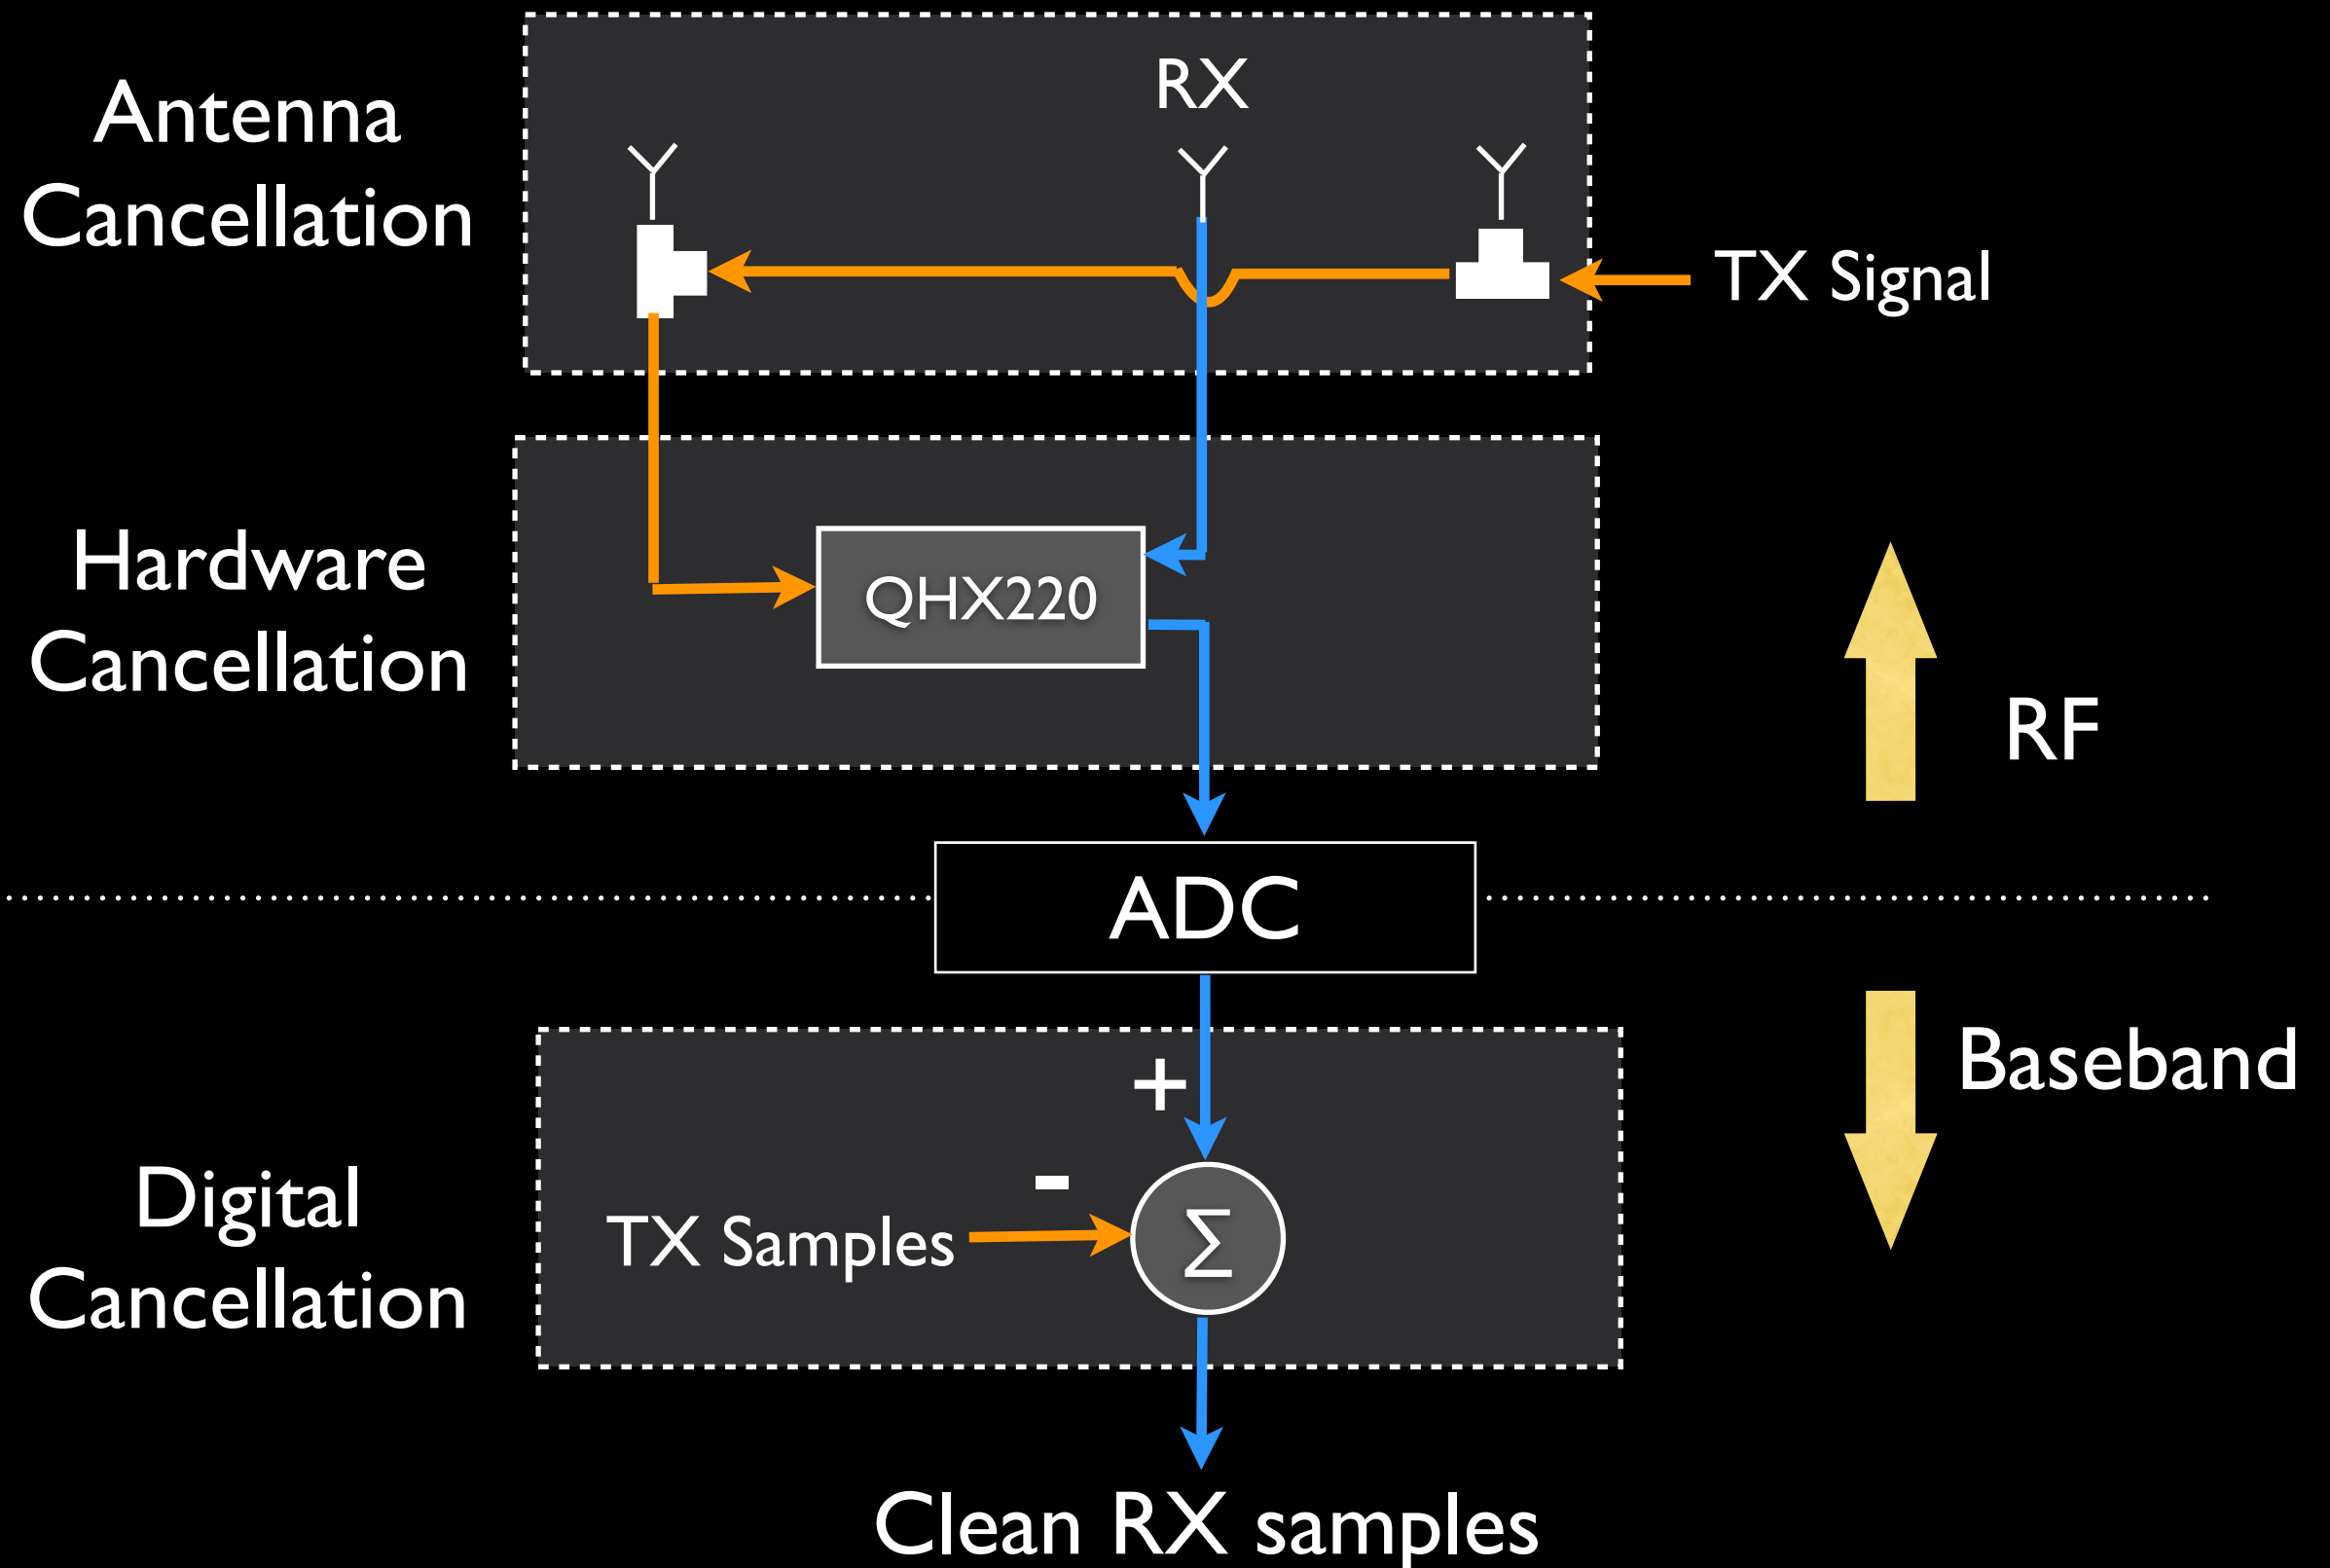 RX
Antenna
Cancellation
TX Signal
Hardware
Cancellation
QHX220
RF
ADC
Baseband
+
-
Digital
Cancellation
TX Samples
Σ
Clean RX samples